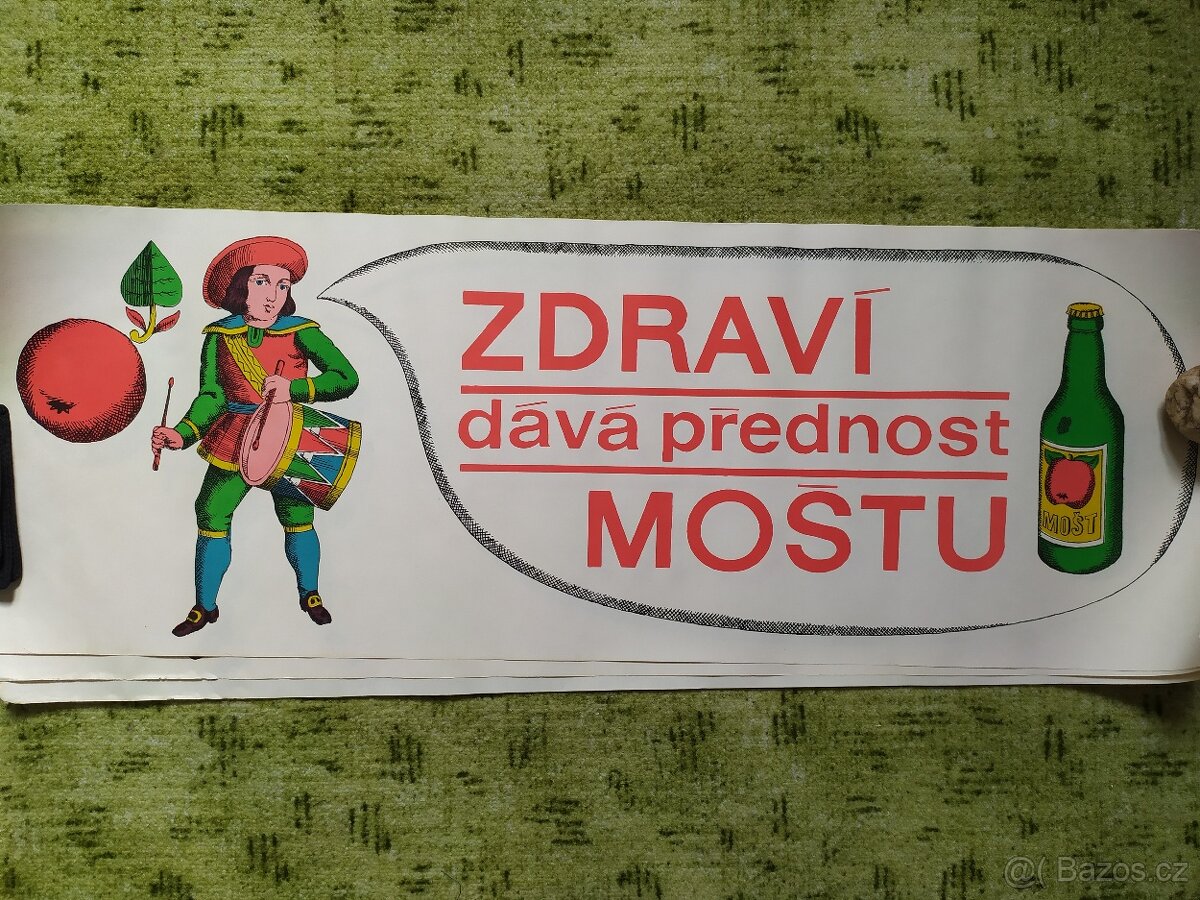 ZDRAVÍ
dává přednost
MOŠTU
MOŠT
@( Bazos.cz